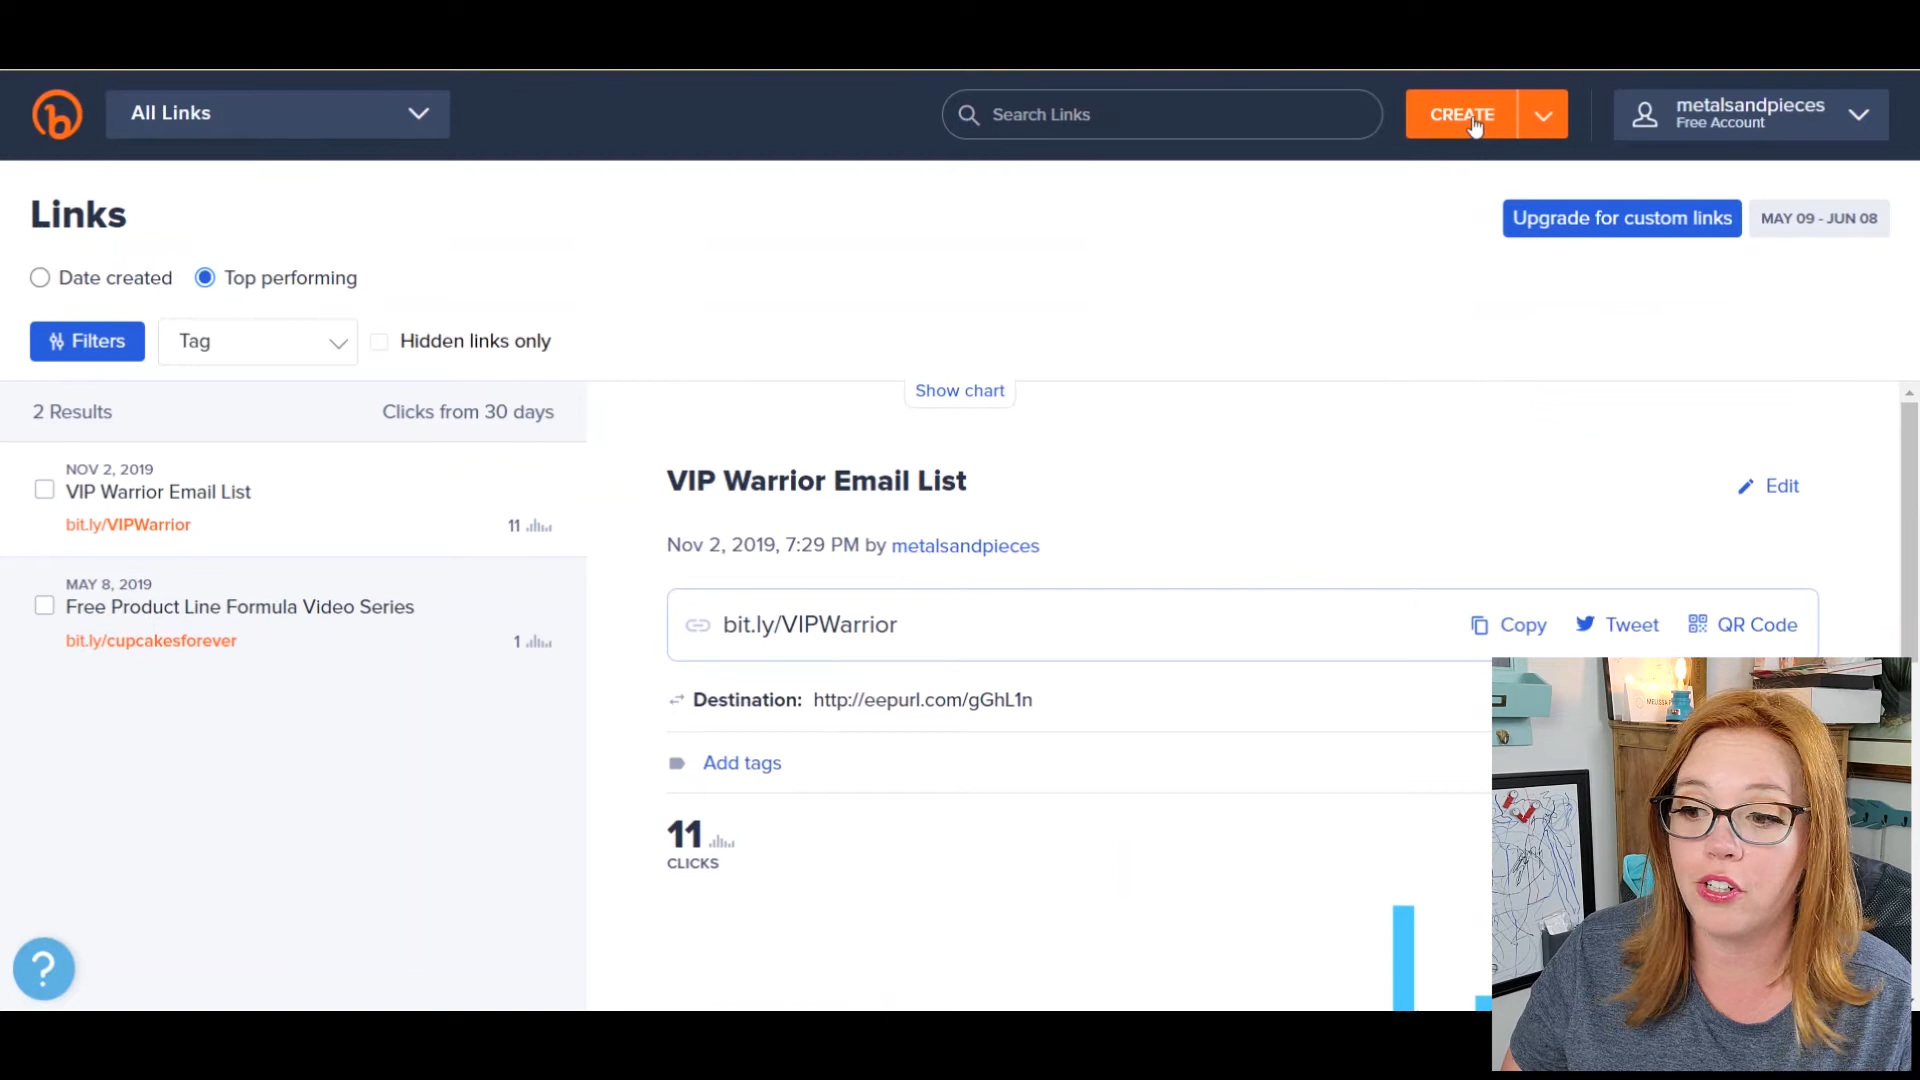 All Links
Search Links
CREATE
metalsandpieces
Free Account
Links
Upgrade for custom links
MAY 09 - JUN 08
Date created
Top performing
Filters
Tag
Hidden links only
Show chart
2 Results
Clicks from 30 days
NOV 2, 2019
VIP Warrior Email List
bit.ly/VIPWarrior
11
MAY 8, 2019
Free Product Line Formula Video Series
bit.ly/cupcakesforever
1
VIP Warrior Email List
Edit
Nov 2, 2019, 7:29 PM by metalsandpieces
bit.ly/VIPWarrior
Copy
Tweet
QR Code
Destination: http://eepurl.com/gGhL1n
Add tags
11
CLICKS
?